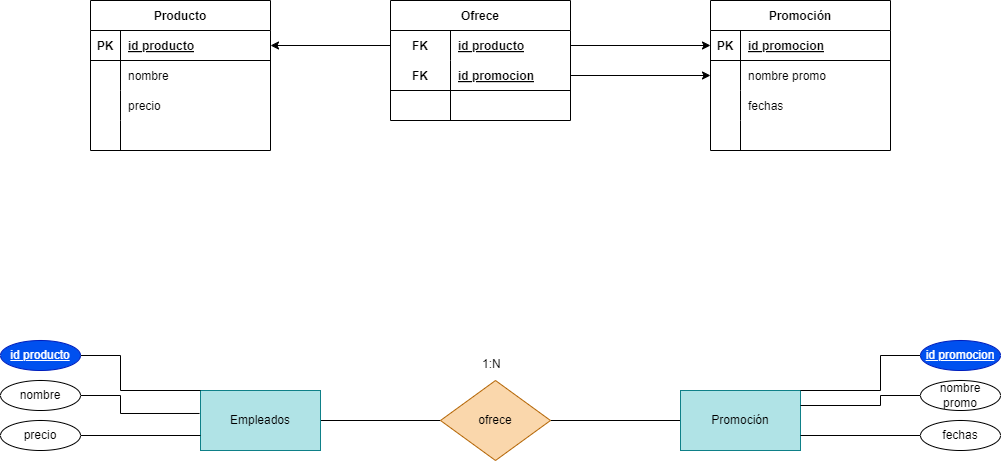 Producto
PK id producto
nombre
precio
Ofrece
FK id producto
FK id promocion
Promoción
PK id promocion
nombre promo
fechas
id producto
nombre
precio
Empleados
1:N
ofrece
Promoción
id promocion
nombre
promo
fechas